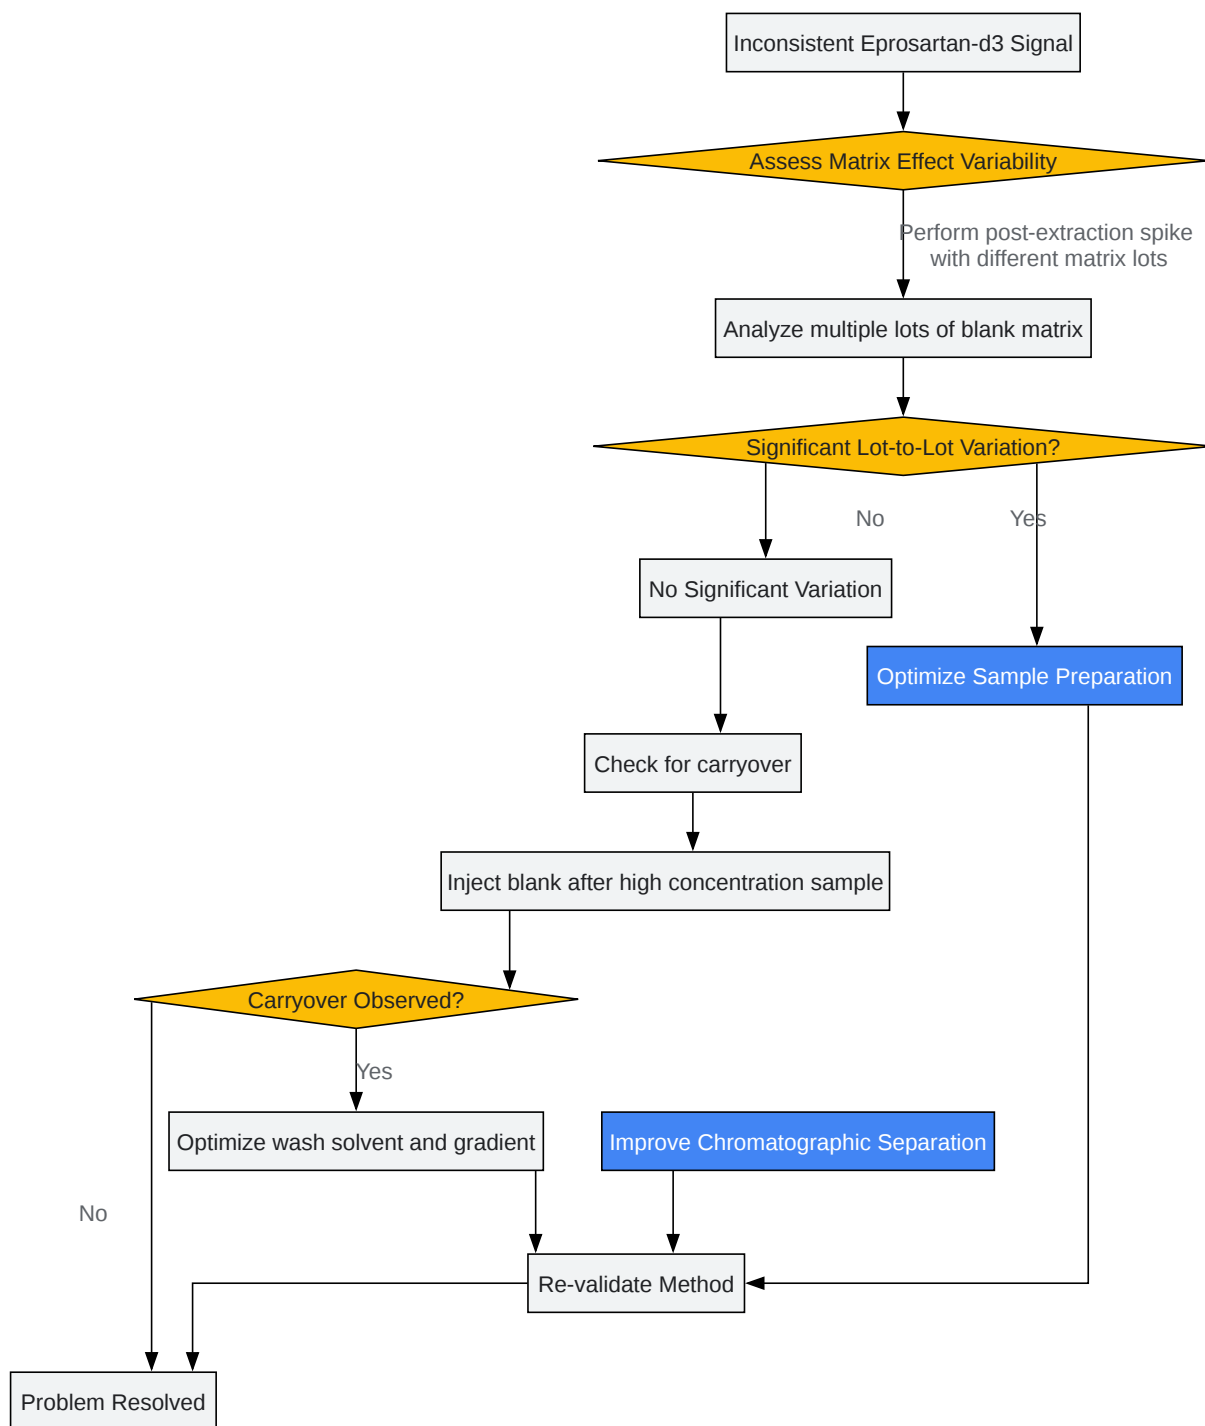 Inconsistent Eprosartan-d3 Signal
Assess Matrix Effect Variability
Perform post-extraction spike
with different matrix lots
Analyze multiple lots of blank matrix
Significant Lot-to-Lot Variation?
No
Yes
No Significant Variation
Optimize Sample Preparation
Check for carryover
Inject blank after high concentration sample
Carryover Observed?
Yes
Optimize wash solvent and gradient
Improve Chromatographic Separation
No
Re-validate Method
Problem Resolved